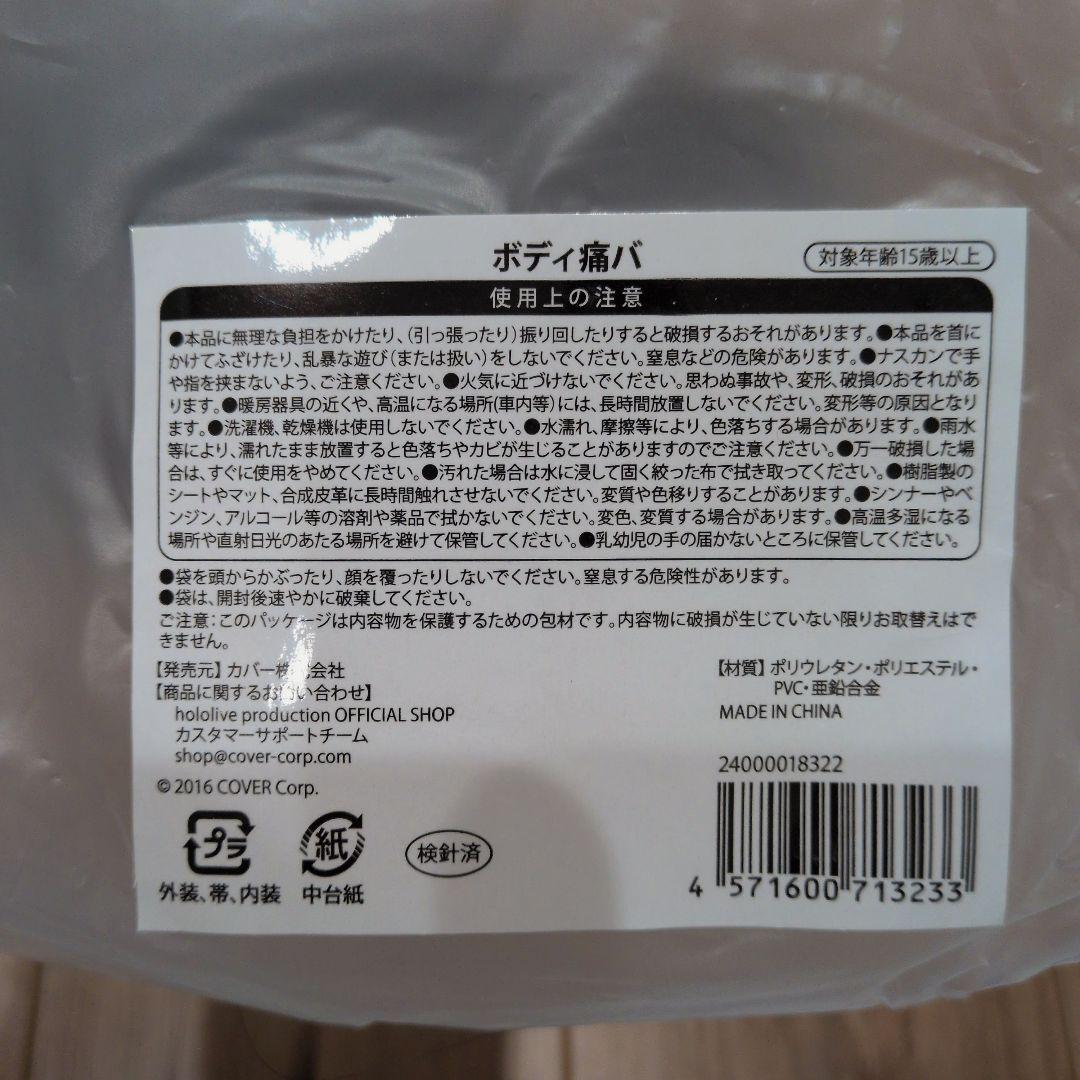 ボディ痛バ
対象年齢15歳以上
使用上の注意
●本品に無理な負担をかけたり、(引っ張ったり)振り回したりすると破損するおそれがあります。●本品を首に
かけてふざけたり、乱暴な遊び(または扱い)をしないでください。窒息などの危険があります。●ナスカンで手
や指を挟まないよう、ご注意ください。●火気に近づけないでください。思わぬ事故や、変形、破損のおそれがあ
ります。●暖房器具の近くや、高温になる場所(車内等)には、長時間放置しないでください。変形等の原因となり
ます。●洗濯機、乾燥機は使用しないでください。●水濡れ、摩擦等により、色落ちする場合があります。●雨水
等により、濡れたまま放置すると色落ちやカビが生じることがありますのでご注意ください。●万一破損した場
合は、すぐに使用をやめてください。●汚れた場合は水に浸して固く絞った布で拭き取ってください。●樹脂製の
シートやマット、合成皮革に長時間触れさせないでください。変質や色移りすることがあります。●シンナーやベ
ンジン、アルコール等の溶剤や薬品で拭かないでください。変色、変質する場合があります。●高温多湿になる
場所や直射日光のあたる場所を避けて保管してください。●乳幼児の手の届かないところに保管してください。
●袋を頭からかぶったり、顔を覆ったりしないでください。窒息する危険性があります。
●袋は、開封後速やかに破棄してください。
ご注意：このパッケージは内容物を保護するための包材です。内容物に破損が生じていない限りお取替えはで
きません。
【発売元】カバー株式会社
【商品に関するお問い合わせ】
hololive production OFFICIAL SHOP
カスタマーサポートチーム
shop@cover-corp.com
© 2016 COVER Corp.
【材質】ポリウレタン・ポリエステル・
PVC・亜鉛合金
MADE IN CHINA
24000018322
4 571600 713233
プラ
外装、帯、内装
紙
中台紙
検針済